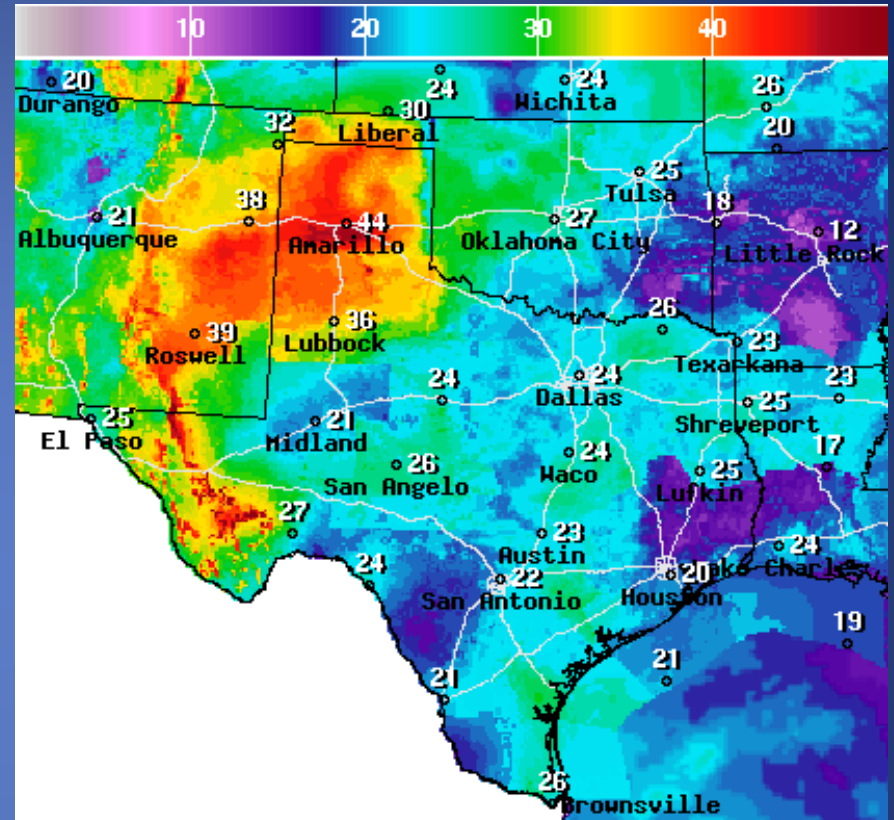 10 20 30 40
20 24 24 26
Durango Wichita
30
Liberal
32 20
25
Tulsa
21 38 44 27 18 12
Albuquerque Amarillo Oklahoma City Little Rock
39 36 26
Roswell Lubbock
23
Texarkana
24 24 25 23
Dallas Shreveport
25 21
El Paso Midland
26 24 25 17
San Angelo Waco Lufkin
27 23 24
Austin
Lake Charles
24 22 20
San Antonio Houston
19
21 21
26
Brownsville